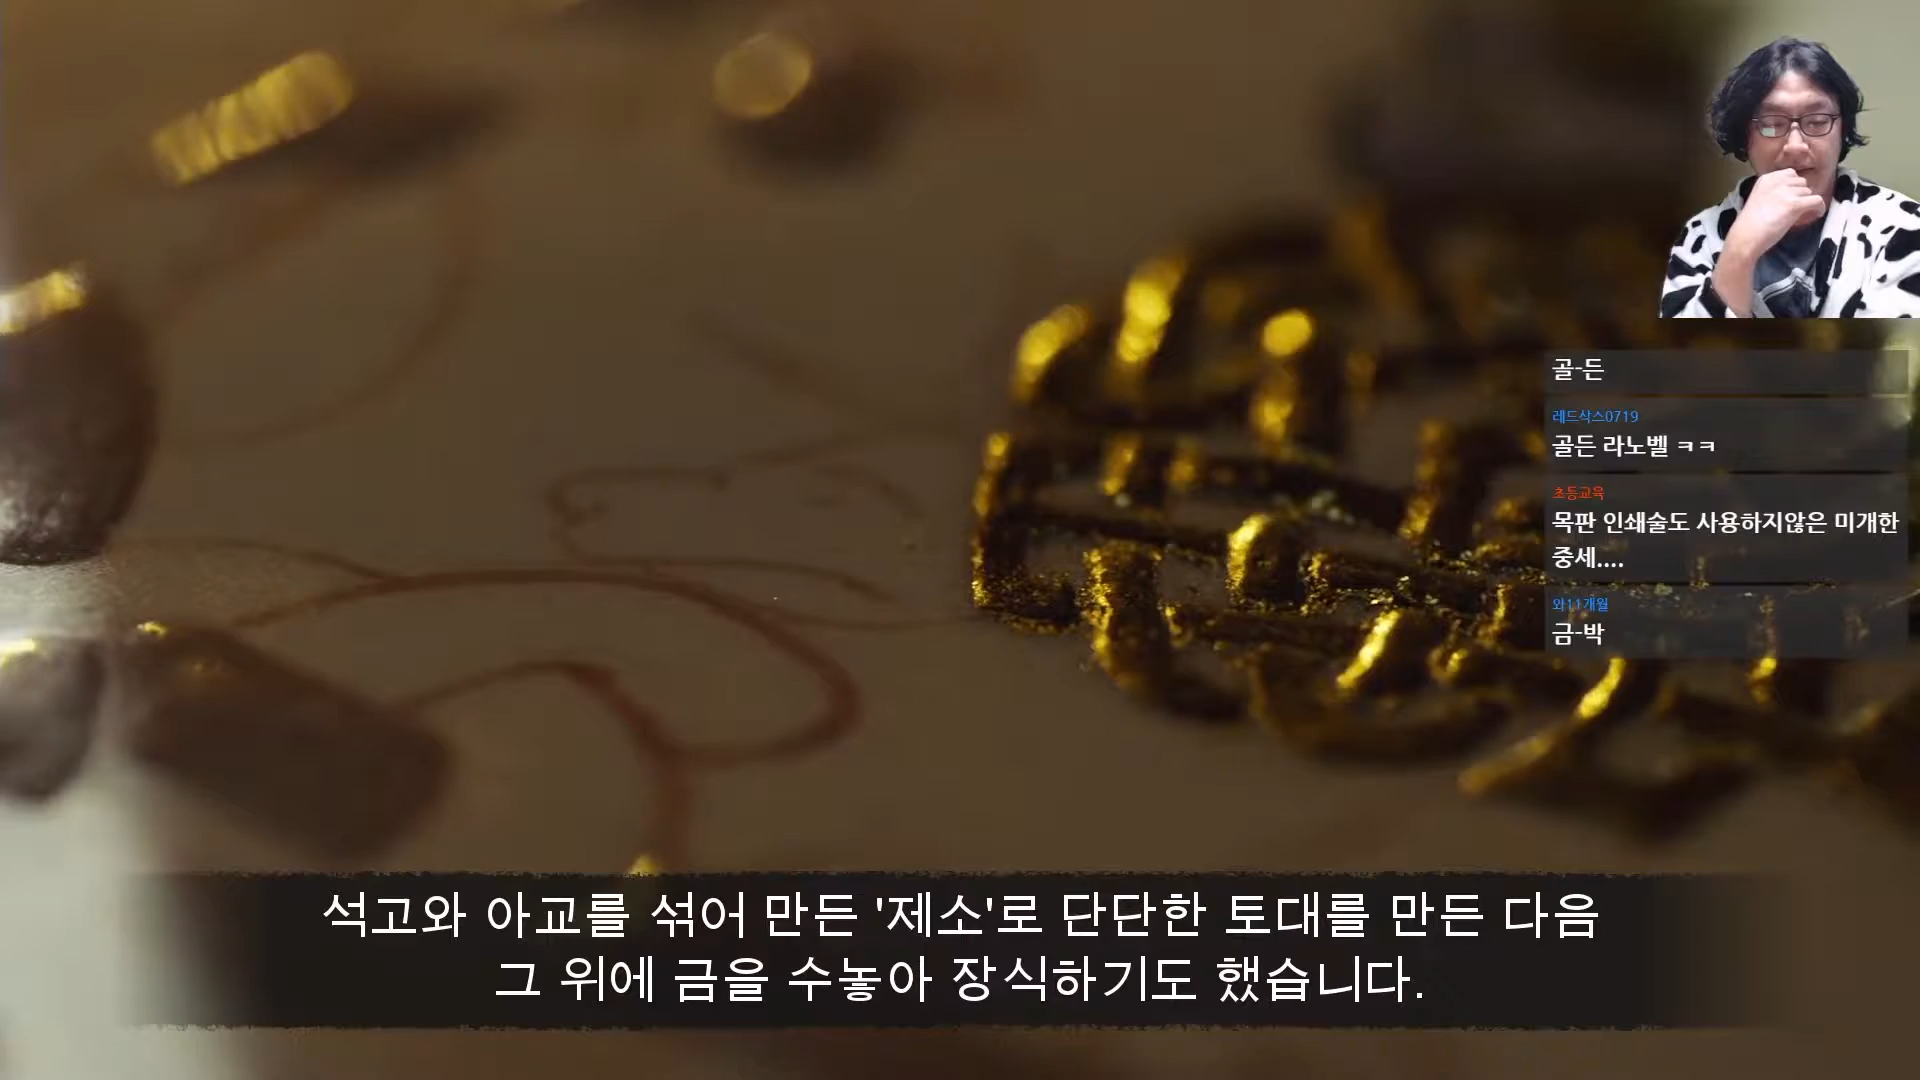 골-든
레드삭스0719
골든 라노벨 ㅋㅋ
초등교육
목판 인쇄술도 사용하지않은 미개한
중세....
와11개월
금-박
석고와 아교를 섞어 만든 '제소'로 단단한 토대를 만든 다음
그 위에 금을 수놓아 장식하기도 했습니다.